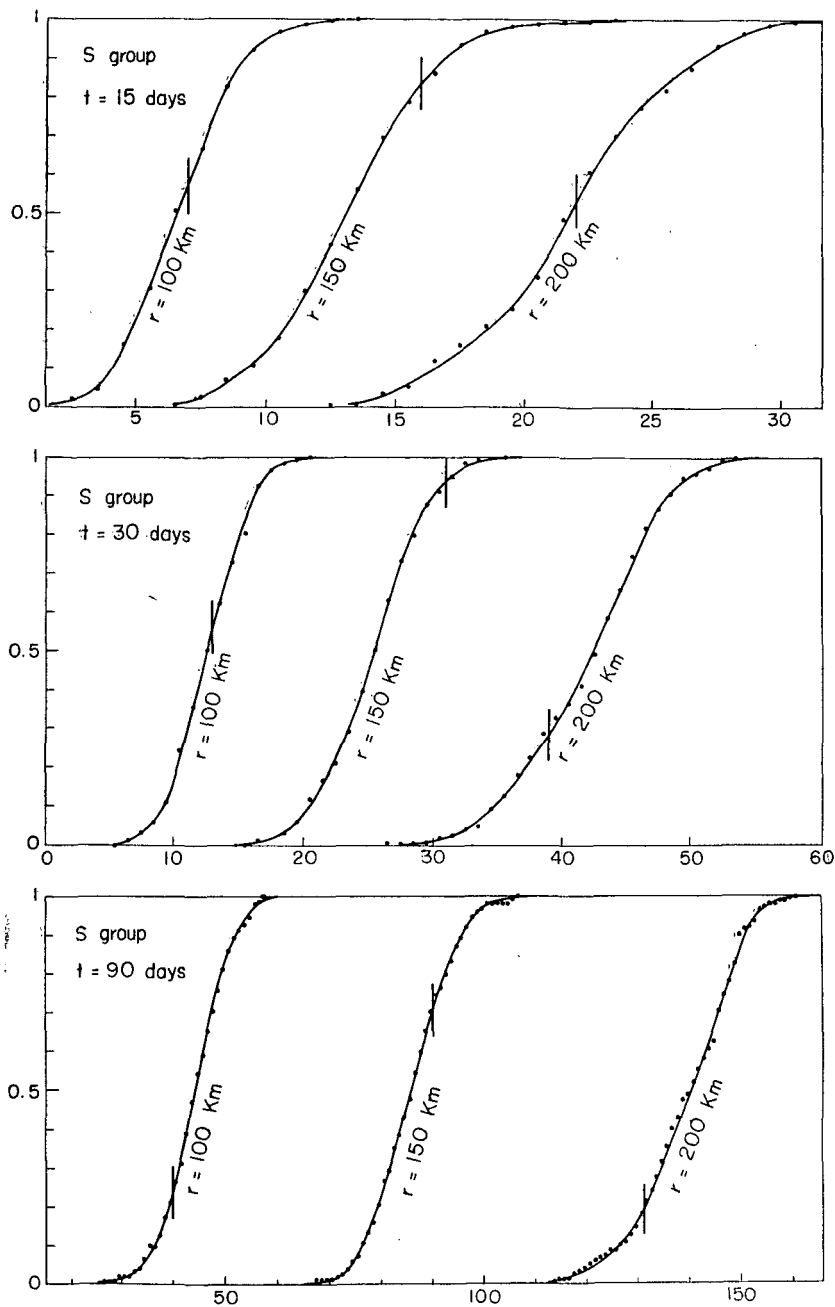 1
S group
t = 15 days
0.5
r = 100 Km
r = 150 Km
r = 200 Km
0
5
10
15
20
25
30
1
S group
t = 30 days
0.5
r = 100 Km
r = 150 Km
r = 200 Km
0
0
10
20
30
40
50
60
1
S group
t = 90 days
0.5
r = 100 Km
r = 150 Km
r = 200 Km
0
50
100
150